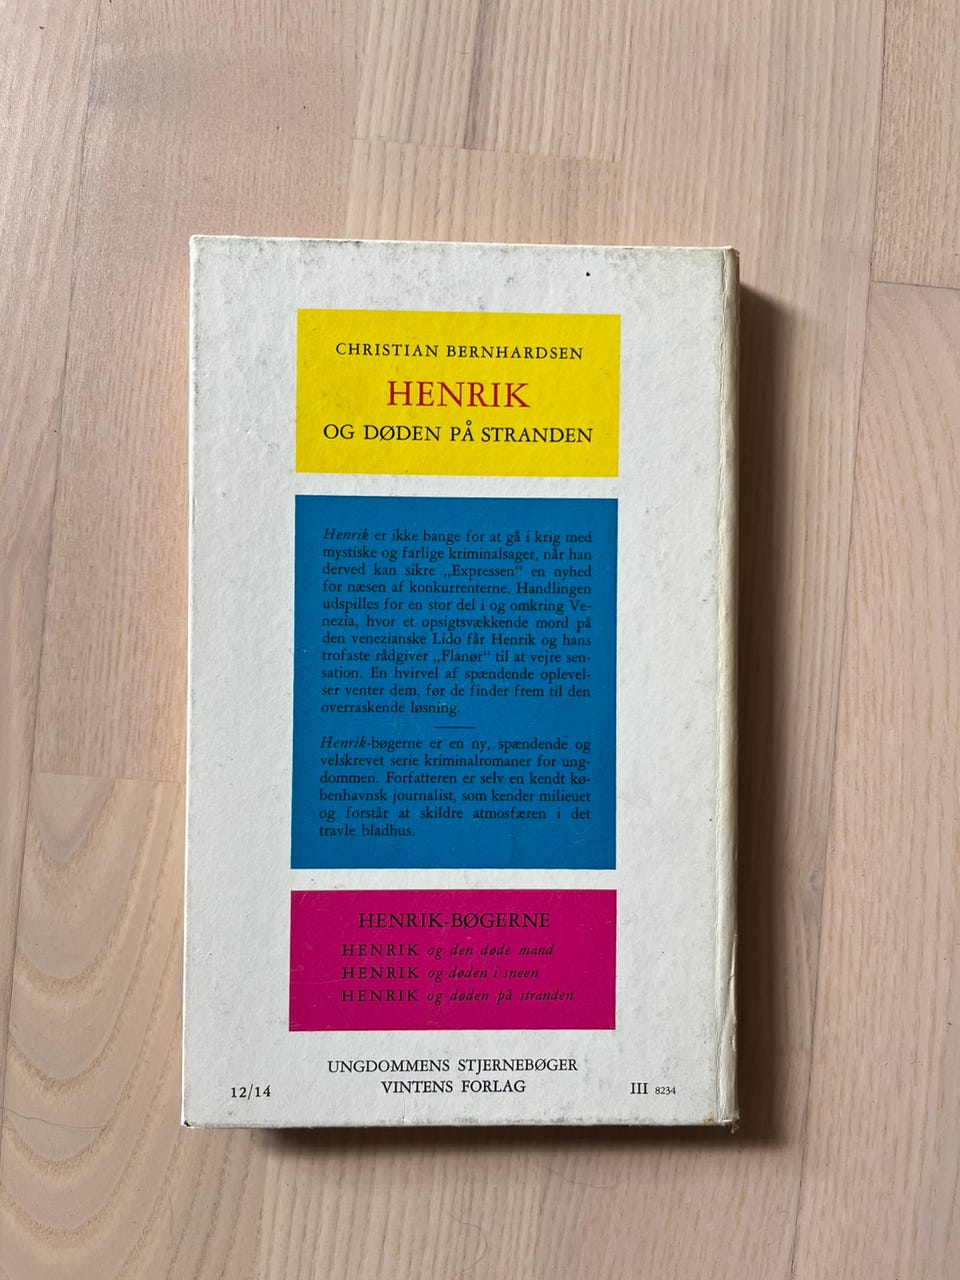 CHRISTIAN BERNHARDSEN
HENRIK
OG DØDEN PÅ STRANDEN
Henrik er ikke bange for at gå i krig med
mystiske og farlige kriminalsager, når han
derved kan sikre „Expressen“ en nyhed
for næsen af konkurrenterne. Handlingen
udspilles for en stor del i og omkring Ve-
nezia, hvor et opsigtsvækkende mord på
den venezianske Lido får Henrik og hans
trofaste rådgiver „Flanør“ til at vejre sen-
sation. En hvirvel af spændende oplevel-
ser venter dem, før de finder frem til den
overraskende løsning.
Henrik-bøgerne er en ny, spændende og
velskrevet serie kriminalromaner for ung-
dommen. Forfatteren er selv en kendt kø-
benhavnsk journalist, som kender milieuet
og forstår at skildre atmosfæren i det
travle bladhus.
HENRIK-BØGERNE
HENRIK og den døde mand
HENRIK og døden i sneen
HENRIK og døden på stranden
UNGDOMMENS STJERNEBØGER
VINTENS FORLAG
12/14
III 8234